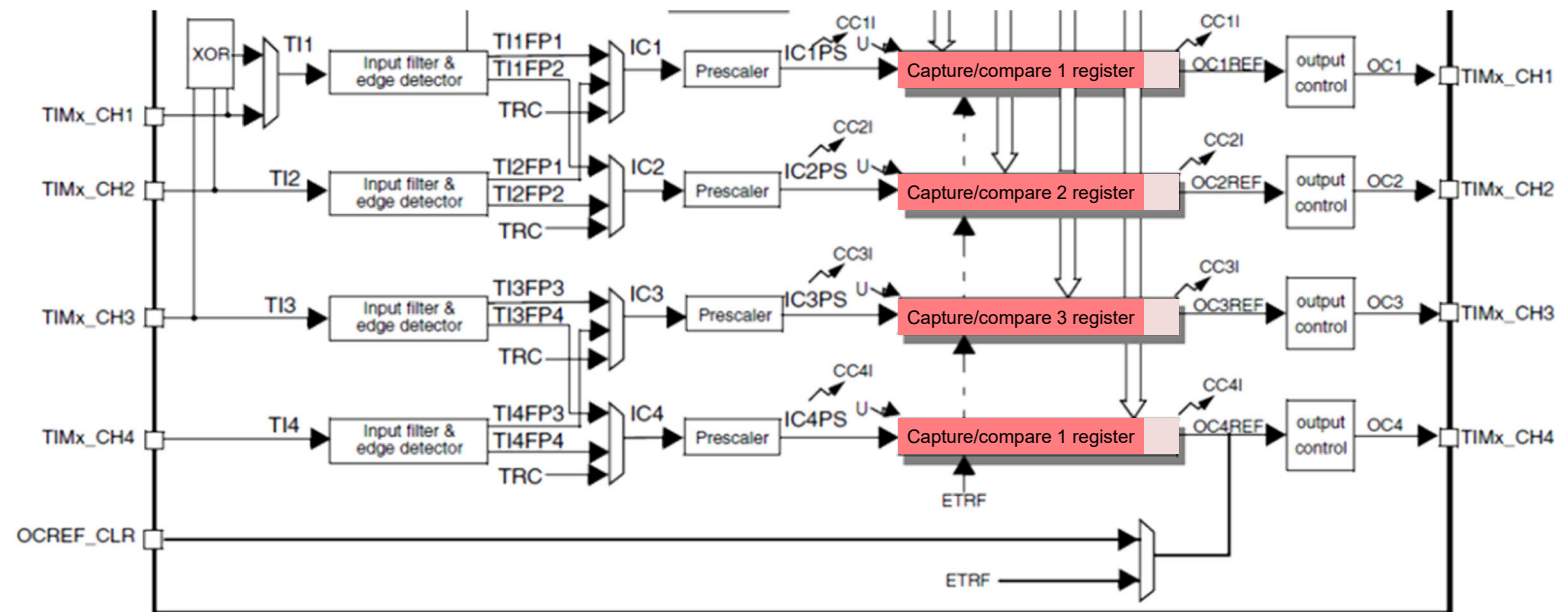 CC1I
CC1I
XOR
TI1
TI1FP1
TI1FP2
IC1
IC1PS
U
Input filter &
edge detector
Prescaler
Capture/compare 1 register
OC1REF
output
control
OC1
TIMx_CH1
TRC
TIMx_CH1
CC2I
CC2I
TIMx_CH2
TI2
Input filter &
edge detector
TI2FP1
TI2FP2
TRC
IC2
Prescaler
IC2PS
U
Capture/compare 2 register
OC2REF
output
control
OC2
TIMx_CH2
CC3I
CC3I
TIMx_CH3
TI3
Input filter &
edge detector
TI3FP3
TI3FP4
TRC
IC3
Prescaler
IC3PS
U
Capture/compare 3 register
OC3REF
output
control
OC3
TIMx_CH3
CC4I
CC4I
TIMx_CH4
TI4
Input filter &
edge detector
TI4FP3
TI4FP4
TRC
IC4
Prescaler
IC4PS
U
Capture/compare 1 register
OC4REF
output
control
OC4
TIMx_CH4
ETRF
OCREF_CLR
ETRF